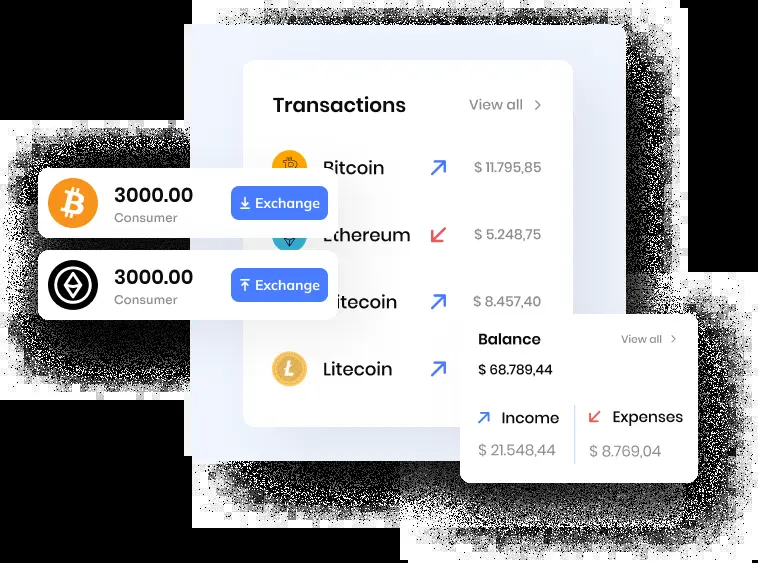 Transactions
View all
Bitcoin
$ 11.795,85
Ethereum
$ 5.248,75
itecoin
$ 8.457,40
Litecoin
3000.00
Consumer
Exchange
3000.00
Consumer
Exchange
Balance
View all
$ 68.789,44
Income
$ 21.548,44
Expenses
$ 8.769,04